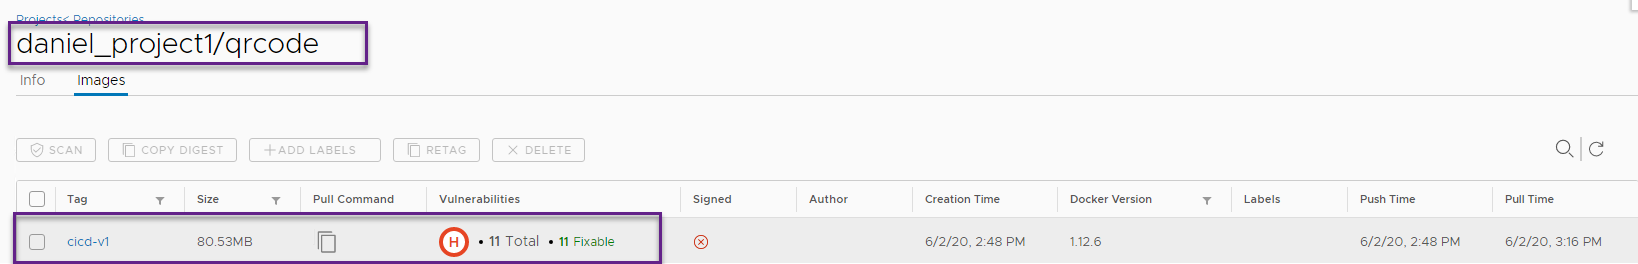 Projects< Repositories
daniel_project1/qrcode
Info Images
SCAN COPY DIGEST +ADD LABELS RETAG × DELETE
Tag Size Pull Command Vulnerabilities Signed Author Creation Time Docker Version Labels Push Time Pull Time
cicd-v1 80.53MB H • 11 Total • 11 Fixable 6/2/20, 2:48 PM 1.12.6 6/2/20, 2:48 PM 6/2/20, 3:16 PM